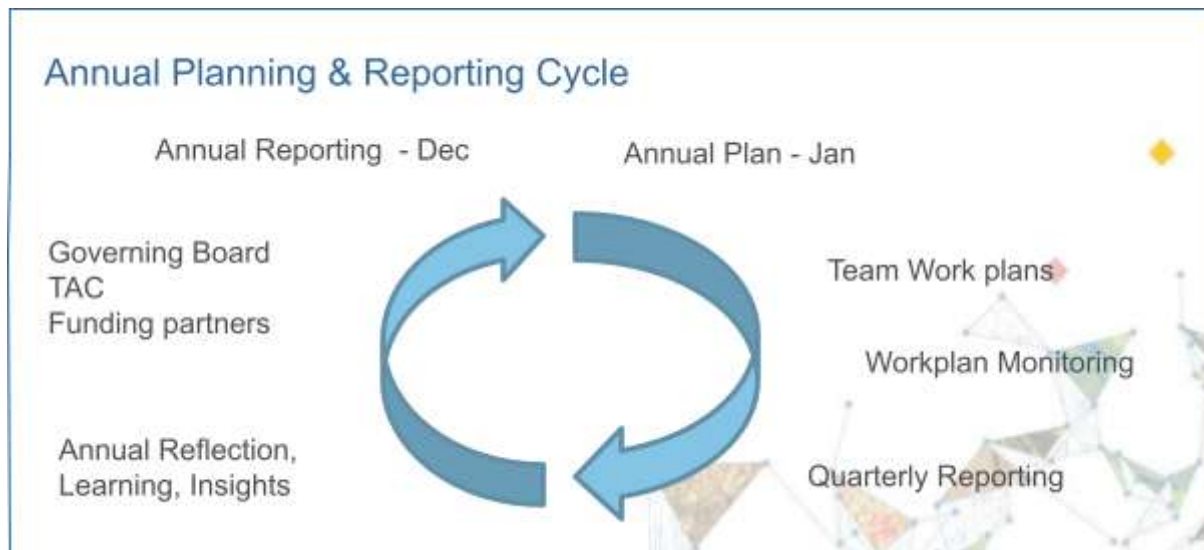 Annual Planning & Reporting Cycle
Annual Reporting - Dec
Annual Plan - Jan
Governing Board
TAC
Funding partners
Team Work plans
Workplan Monitoring
Annual Reflection,
Learning, Insights
Quarterly Reporting